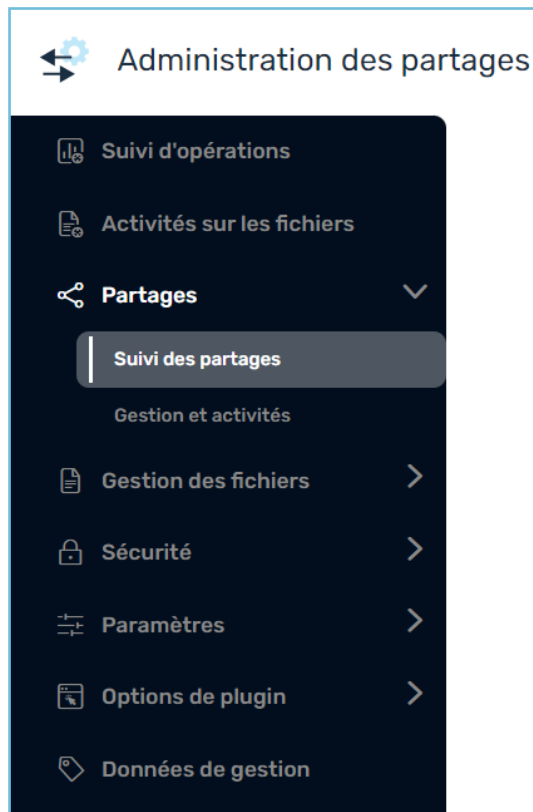 Administration des partages
Suivi d'opérations
Activités sur les fichiers
Partages
Suivi des partages
Gestion et activités
Gestion des fichiers
Sécurité
Paramètres
Options de plugin
Données de gestion